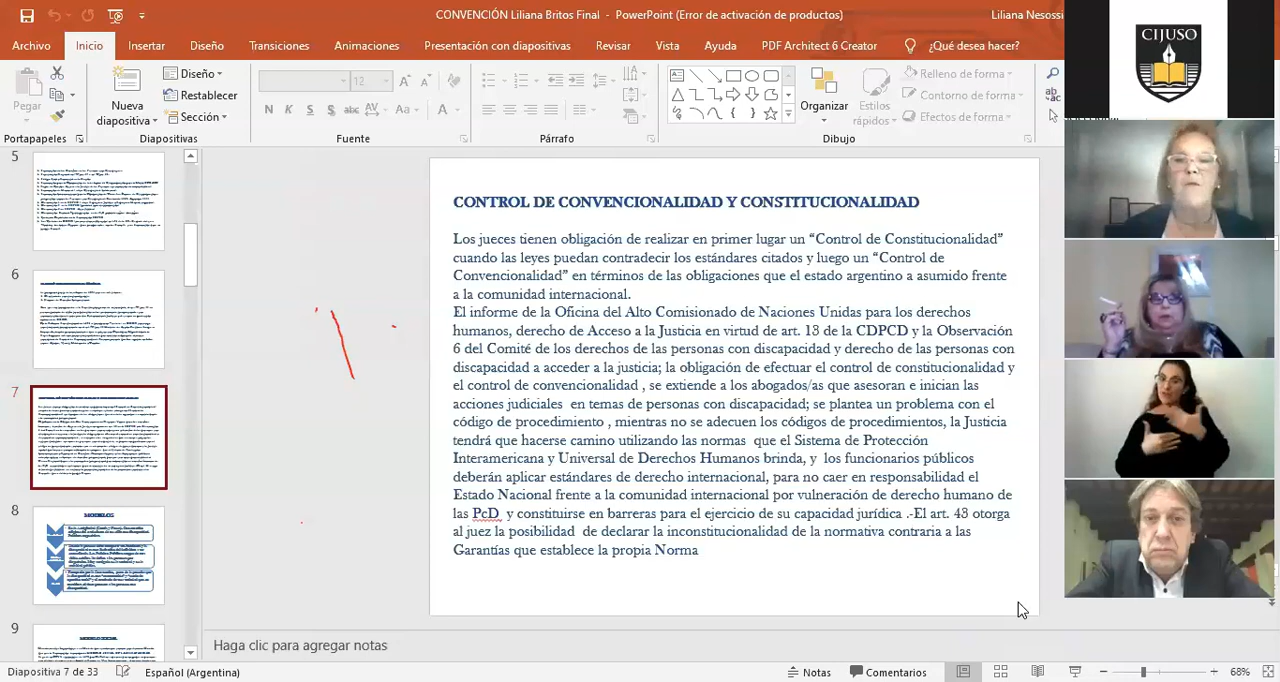 CONVENCIÓN Liliana Britos Final - PowerPoint (Error de activación de productos)
Liliana Nesossi
Archivo Inicio Insertar Diseño Transiciones Animaciones Presentación con diapositivas Revisar Vista Ayuda PDF Architect 6 Creator ¿Qué desea hacer?
CIJUSO
Pegar
Nueva diapositiva
Diseño
Restablecer
Sección
12
N K S S abc AV Aa A
Organizar
Estilos rápidos
Relleno de forma
Contorno de forma
Efectos de forma
Portapapeles Diapositivas Fuente Párrafo Dibujo
5
6
7
8
MODELOS
9
CONTROL DE CONVENCIONALIDAD Y CONSTITUCIONALIDAD
Los jueces tienen obligación de realizar en primer lugar un “Control de Constitucionalidad”
cuando las leyes puedan contradecir los estándares citados y luego un “Control de
Convencionalidad” en términos de las obligaciones que el estado argentino a asumido frente
a la comunidad internacional.
El informe de la Oficina del Alto Comisionado de Naciones Unidas para los derechos
humanos, derecho de Acceso a la Justicia en virtud de art. 13 de la CDPCD y la Observación
6 del Comité de los derechos de las personas con discapacidad y derecho de las personas con
discapacidad a acceder a la justicia; la obligación de efectuar el control de constitucionalidad y
el control de convencionalidad , se extiende a los abogados/as que asesoran e inician las
acciones judiciales en temas de personas con disapacidad; se plantea un problema con el
código de procedimiento , mientras no se adecuen los códigos de procedimientos, la Justicia
tendrá que hacerse camino utilizando las normas que el Sistema de Protección
Interamericana y Universal de Derechos Humanos brinda, y los funcionarios públicos
deberán aplicar estándares de derecho internacional, para no caer en responsabilidad el
Estado Nacional frente a la comunidad internacional por vulneración de derecho humano de
las PcD y constituirse en barreras para el ejercicio de su capacidad jurídica .-El art. 43 otorga
al juez la posibilidad de declarar la inconstitucionalidad de la normativa contraria a las
Garantías que establece la propia Norma
Haga clic para agregar notas
Diapositiva 7 de 33 Español (Argentina) Notas Comentarios 68%